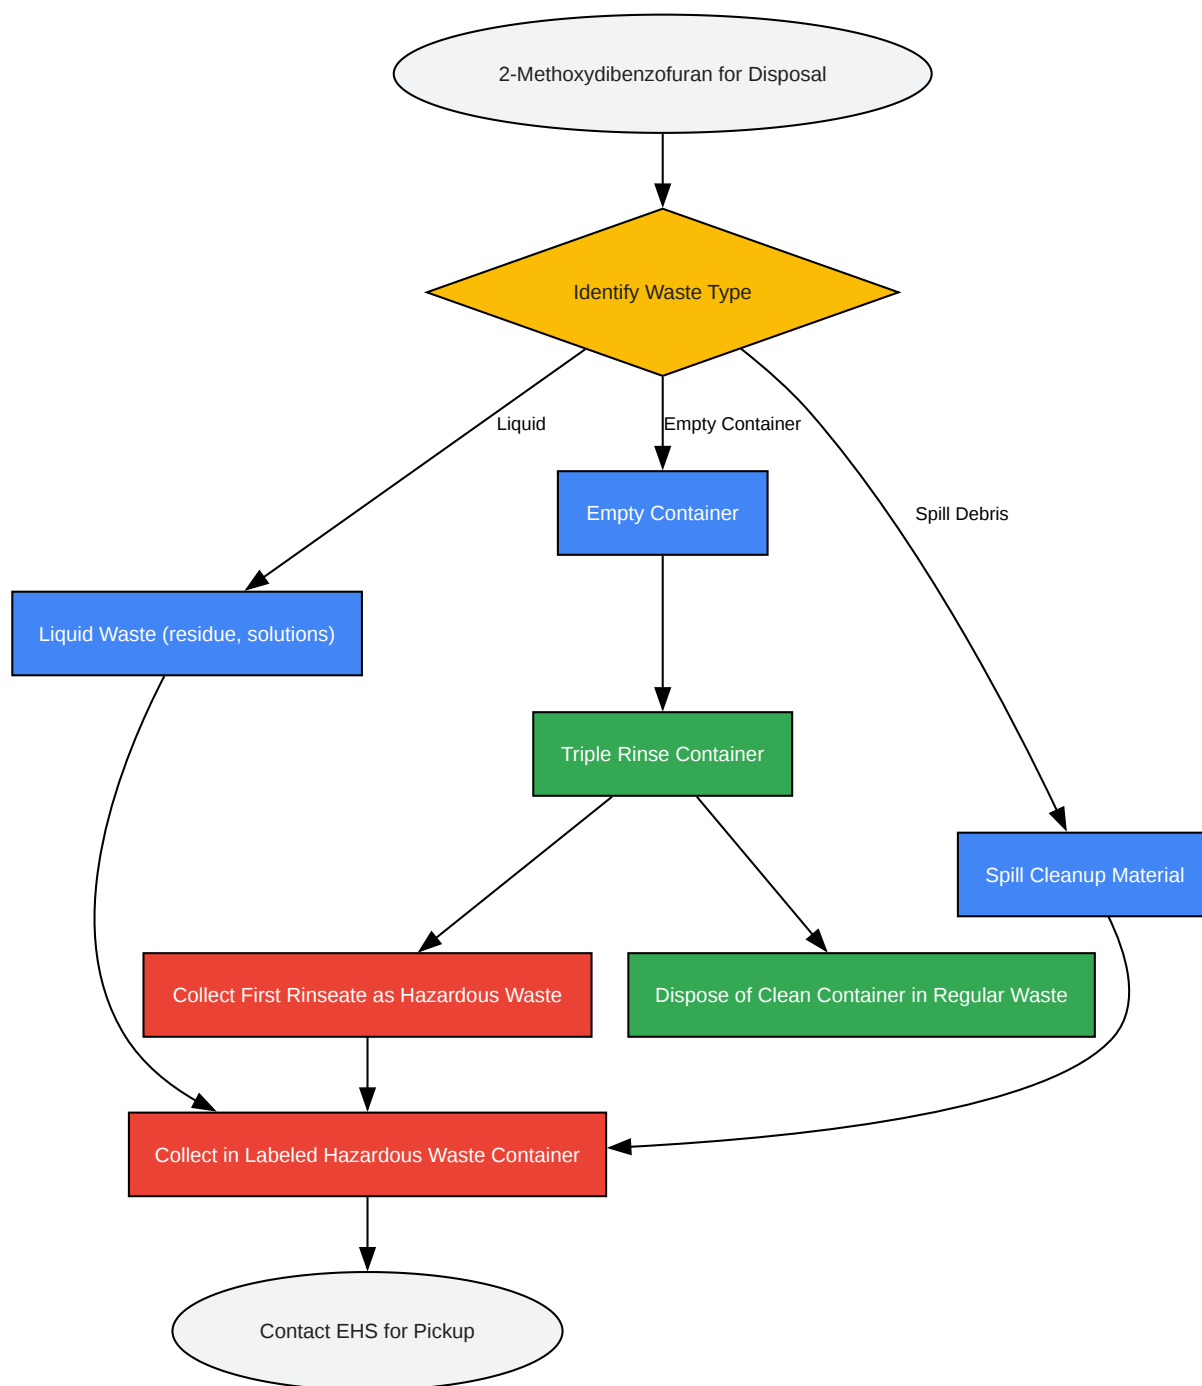 2-Methoxydibenzofuran for Disposal
Identify Waste Type
Liquid
Empty Container
Empty Container
Spill Debris
Liquid Waste (residue, solutions)
Triple Rinse Container
Spill Cleanup Material
Collect First Rinseate as Hazardous Waste
Dispose of Clean Container in Regular Waste
Collect in Labeled Hazardous Waste Container
Contact EHS for Pickup